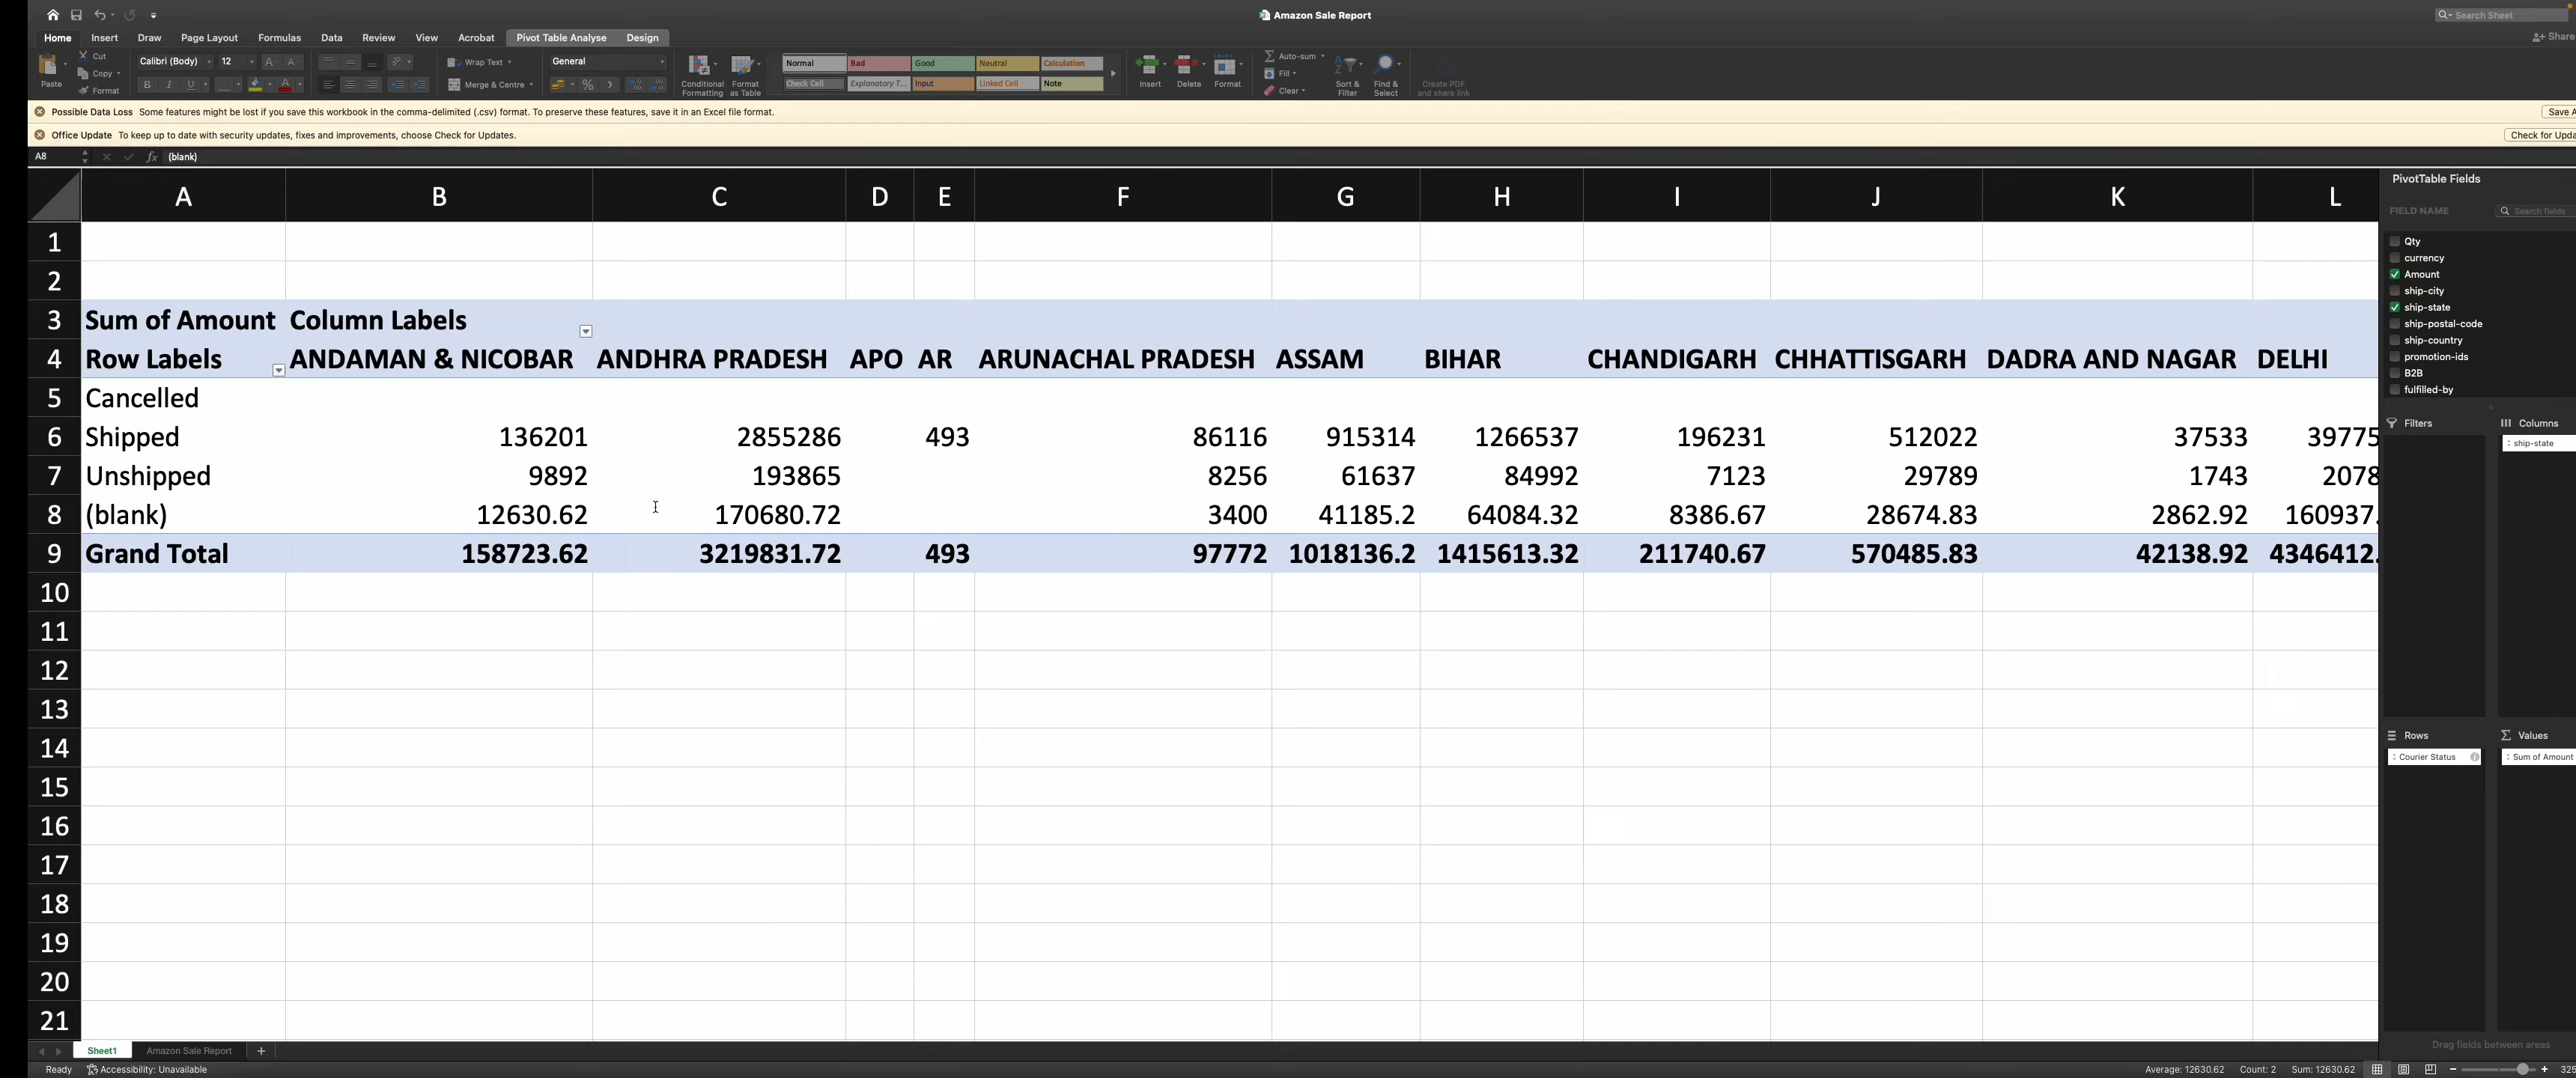 Amazon Sale Report
Search Sheet
Home Insert Draw Page Layout Formulas Data Review View Acrobat Pivot Table Analyse Design
Share
Paste
Cut
Copy
Format
Calibri (Body) 12
B I U
Wrap Text
Merge & Centre
General
Conditional Formatting
Format as Table
Normal Bad Good Neutral Calculation
Check Cell Explanatory T... Input Linked Cell Note
Insert Delete Format
Auto-sum
Fill
Clear
Sort & Filter
Find & Select
Create PDF and share link
Possible Data Loss Some features might be lost if you save this workbook in the comma-delimited (.csv) format. To preserve these features, save it in an Excel file format.
Save A
Office Update To keep up to date with security updates, fixes and improvements, choose Check for Updates.
Check for Upda
A8 fx (blank)
A B C D E F G H I J K L
1
2
3 Sum of Amount Column Labels
4 Row Labels ANDAMAN & NICOBAR ANDHRA PRADESH APO AR ARUNACHAL PRADESH ASSAM BIHAR CHANDIGARH CHHATTISGARH DADRA AND NAGAR DELHI
5 Cancelled
6 Shipped 136201 2855286 493 86116 915314 1266537 196231 512022 37533 39775
7 Unshipped 9892 193865 8256 61637 84992 7123 29789 1743 2078
8 (blank) 12630.62 170680.72 3400 41185.2 64084.32 8386.67 28674.83 2862.92 160937.
9 Grand Total 158723.62 3219831.72 493 97772 1018136.2 1415613.32 211740.67 570485.83 42138.92 4346412.
10
11
12
13
14
15
16
17
18
19
20
21
PivotTable Fields
FIELD NAME Search fields
Qty
currency
Amount
ship-city
ship-state
ship-postal-code
ship-country
promotion-ids
B2B
fulfilled-by
Filters Columns
ship-state
Rows Values
Courier Status Sum of Amount
Drag fields between areas
Sheet1 Amazon Sale Report +
Ready Accessibility: Unavailable
Average: 12630.62 Count: 2 Sum: 12630.62